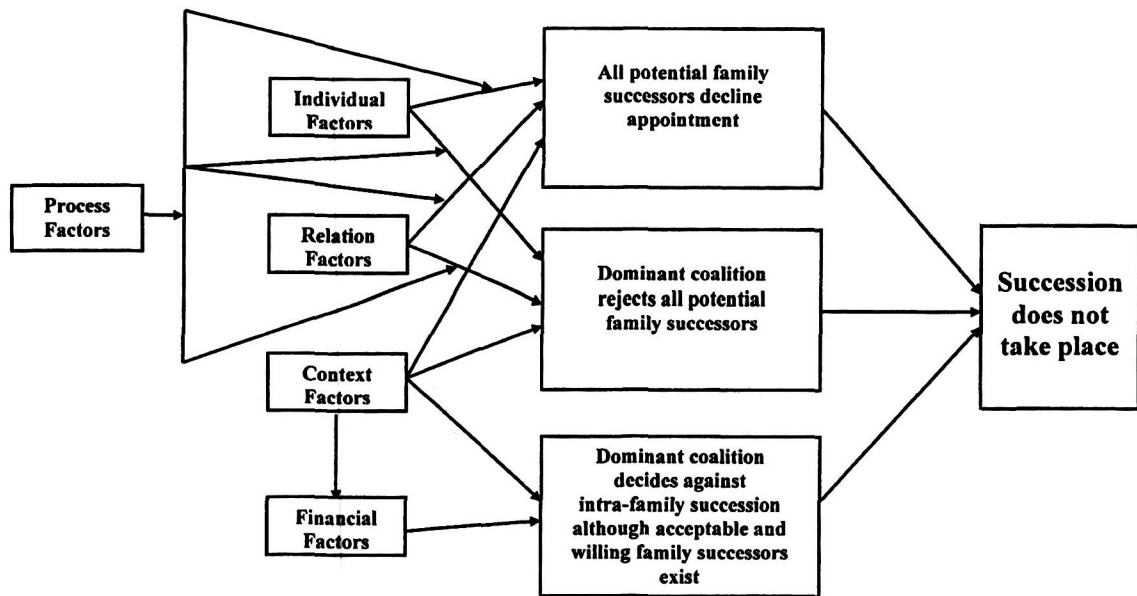 Process
Factors
Individual
Factors
Relation
Factors
Context
Factors
Financial
Factors
All potential family
successors decline
appointment
Dominant coalition
rejects all potential
family successors
Dominant coalition
decides against
intra-family succession
although acceptable and
willing family successors
exist
Succession
does not
take place